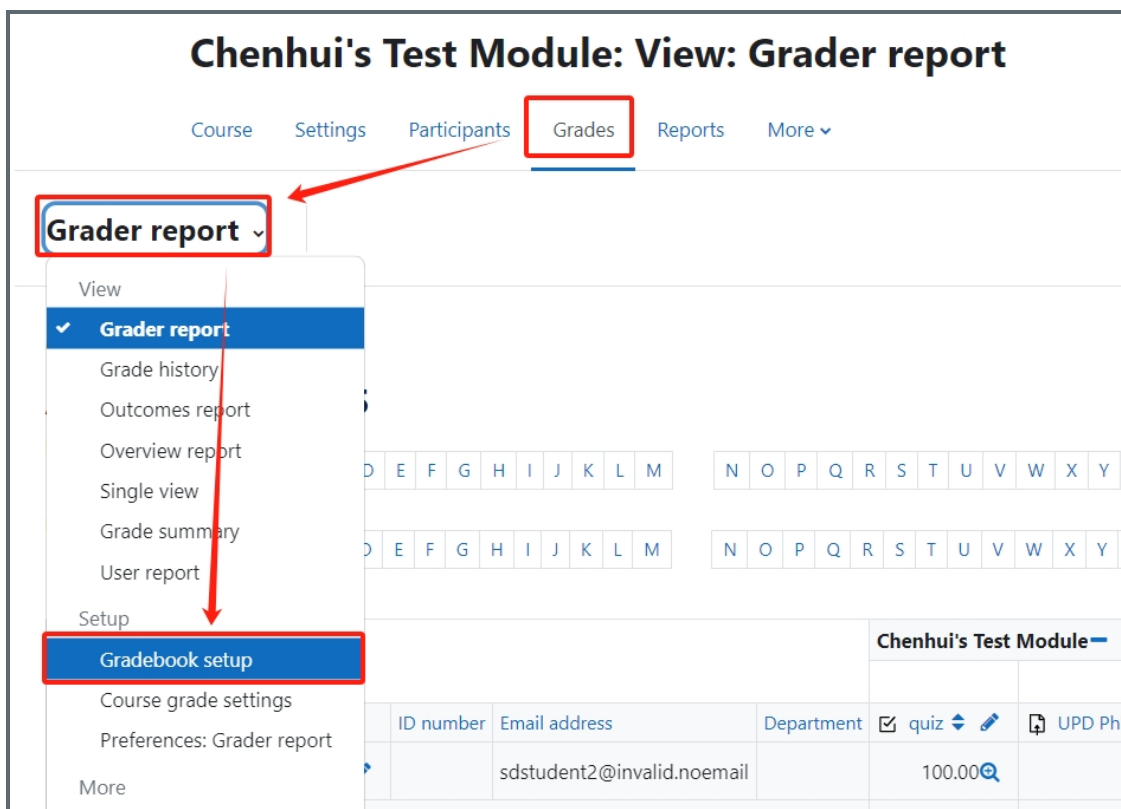 Chenhui's Test Module: View: Grader report
Course Settings Participants Grades Reports More
Grader report
View
Grader report
Grade history
Outcomes report
Overview report
D E F G H I J K L M N O P Q R S T U V W X Y
Single view
Grade summary
D E F G H I J K L M N O P Q R S T U V W X Y
User report
Setup
Chenhui's Test Module
Gradebook setup
Course grade settings
ID number Email address Department quiz UPD Ph
Preferences: Grader report
sdstudent2@invalid.noemail 100.00
More